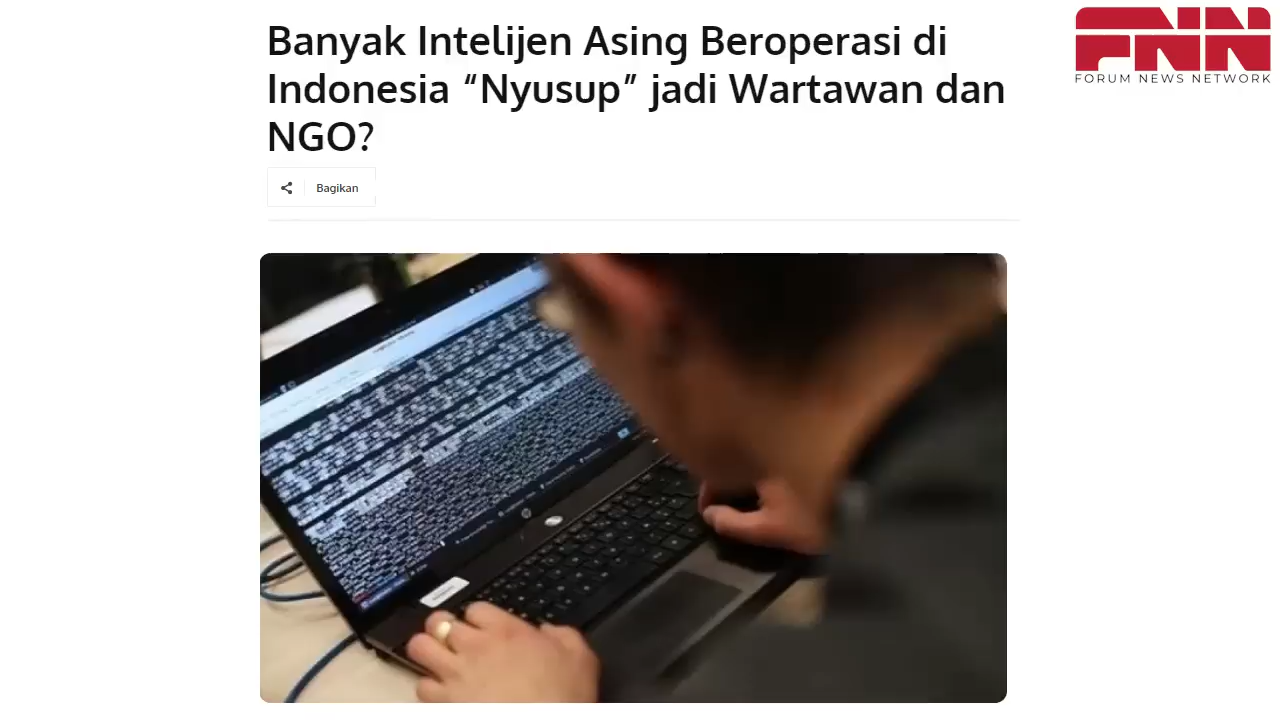 Banyak Intelijen Asing Beroperasi di
Indonesia “Nyusup” jadi Wartawan dan
NGO?
Bagikan
FNN
FORUM NEWS NETWORK